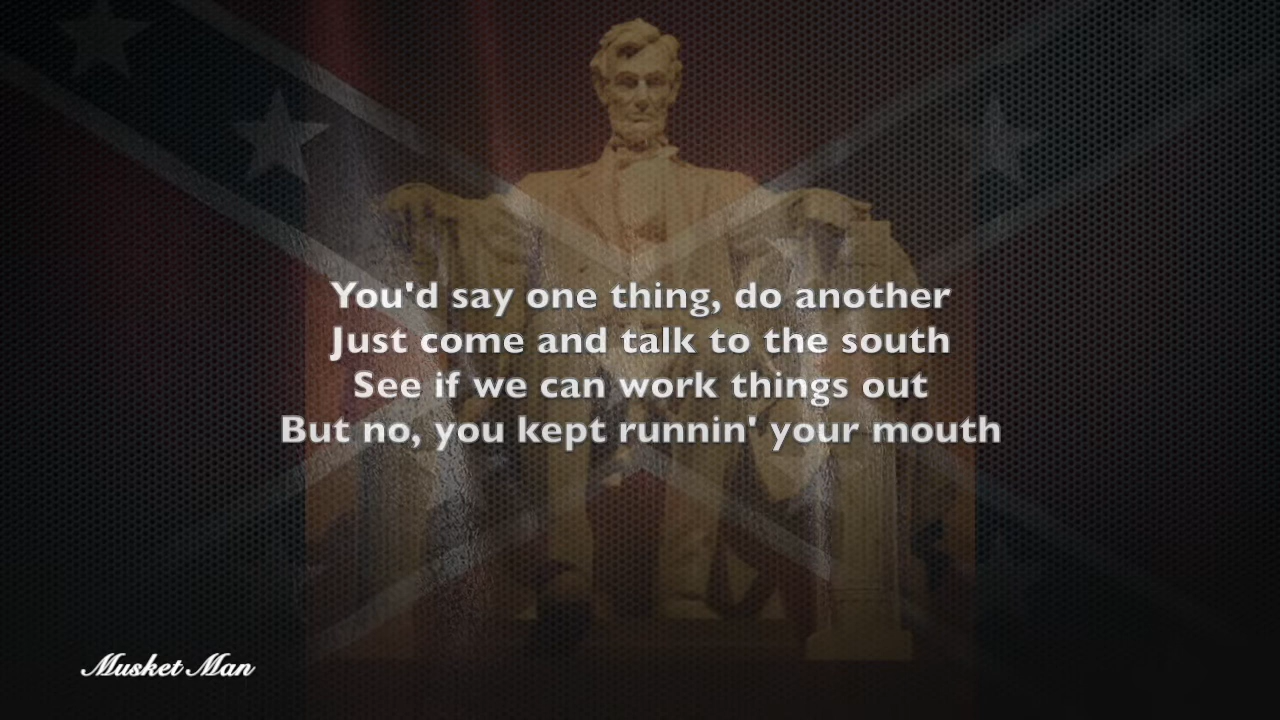 You'd say one thing, do another
Just come and talk to the south
See if we can work things out
But no, you kept runnin' your mouth
Musket Man